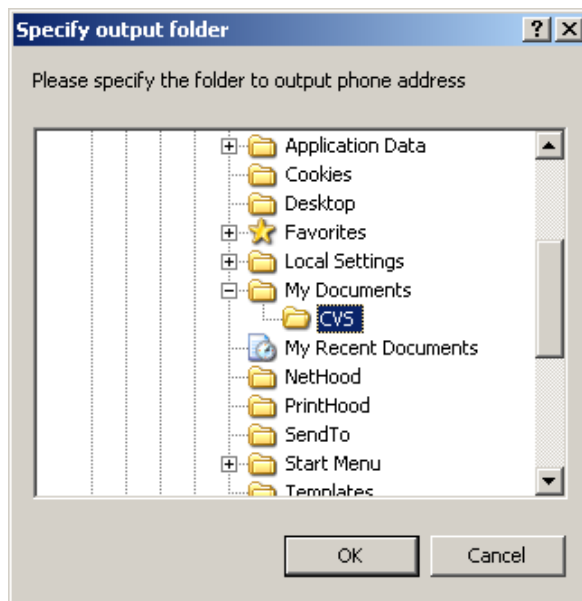 Specify output folder
Please specify the folder to output phone address
Application Data
Cookies
Desktop
Favorites
Local Settings
My Documents
CVS
My Recent Documents
NetHood
PrintHood
SendTo
Start Menu
Templates
OK Cancel